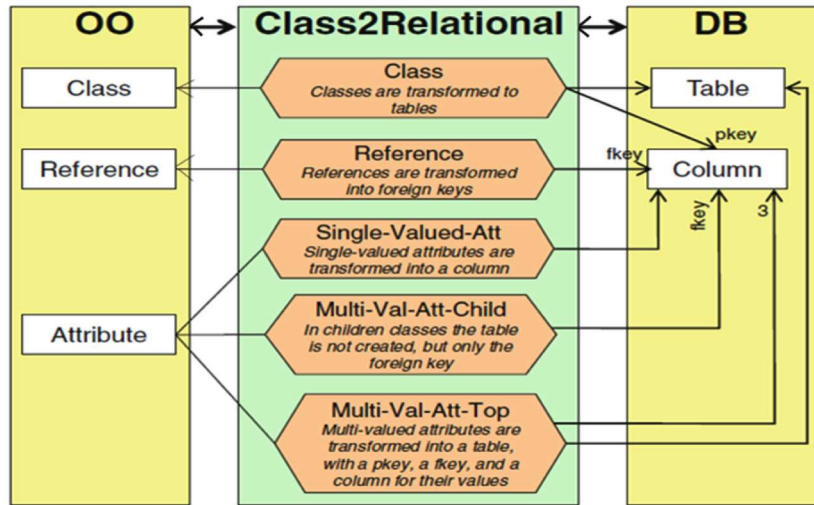 OO
Class2Relational
DB
Class
Class
Classes are transformed to
tables
Table
pkey
Reference
Reference
References are transformed
into foreign keys
fkey
Column
Single-Valued-Att
Single-valued attributes are
transformed into a column
fkey
3
Attribute
Multi-Val-Att-Child
In children classes the table
is not created, but only the
foreign key
Multi-Val-Att-Top
Multi-valued attributes are
transformed into a table,
with a pkey, a fkey, and a
column for their values